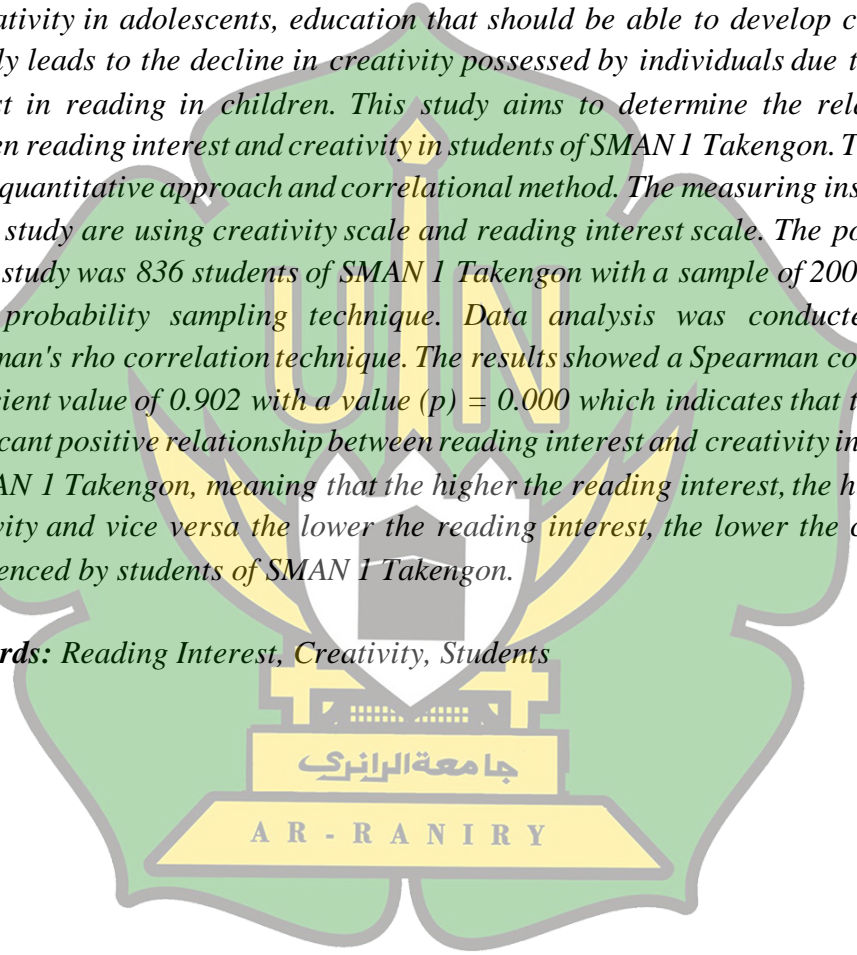 ativity in adolescents, education that should be able to develop c
ly leads to the decline in creativity possessed by individuals due t
st in reading in children. This study aims to determine the rel
en reading interest and creativity in students of SMAN 1 Takengon. T
quantitative approach and correlational method. The measuring ins
study are using creativity scale and reading interest scale. The po
study was 836 students of SMAN 1 Takengon with a sample of 200
probability sampling technique. Data analysis was conducte
man's rho correlation technique. The results showed a Spearman co
cient value of 0.902 with a value (p) = 0.000 which indicates that t
cant positive relationship between reading interest and creativity in
AN 1 Takengon, meaning that the higher the reading interest, the h
vity and vice versa the lower the reading interest, the lower the c
enced by students of SMAN 1 Takengon.
rds: Reading Interest, Creativity, Students
UIN
جامعة الرانري
AR-RANIRY